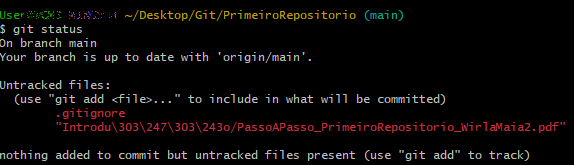 ~/Desktop/Git/PrimeiroRepositorio (main)
$ git status
On branch main
Your branch is up to date with 'origin/main'.
Untracked files:
(use "git add <file>..." to include in what will be committed)
.gitignore
"Introdu\303\247\303\243o/PassoAPasso_PrimeiroRepositorio_WirlaMaia2.pdf"
nothing added to commit but untracked files present (use "git add" to track)